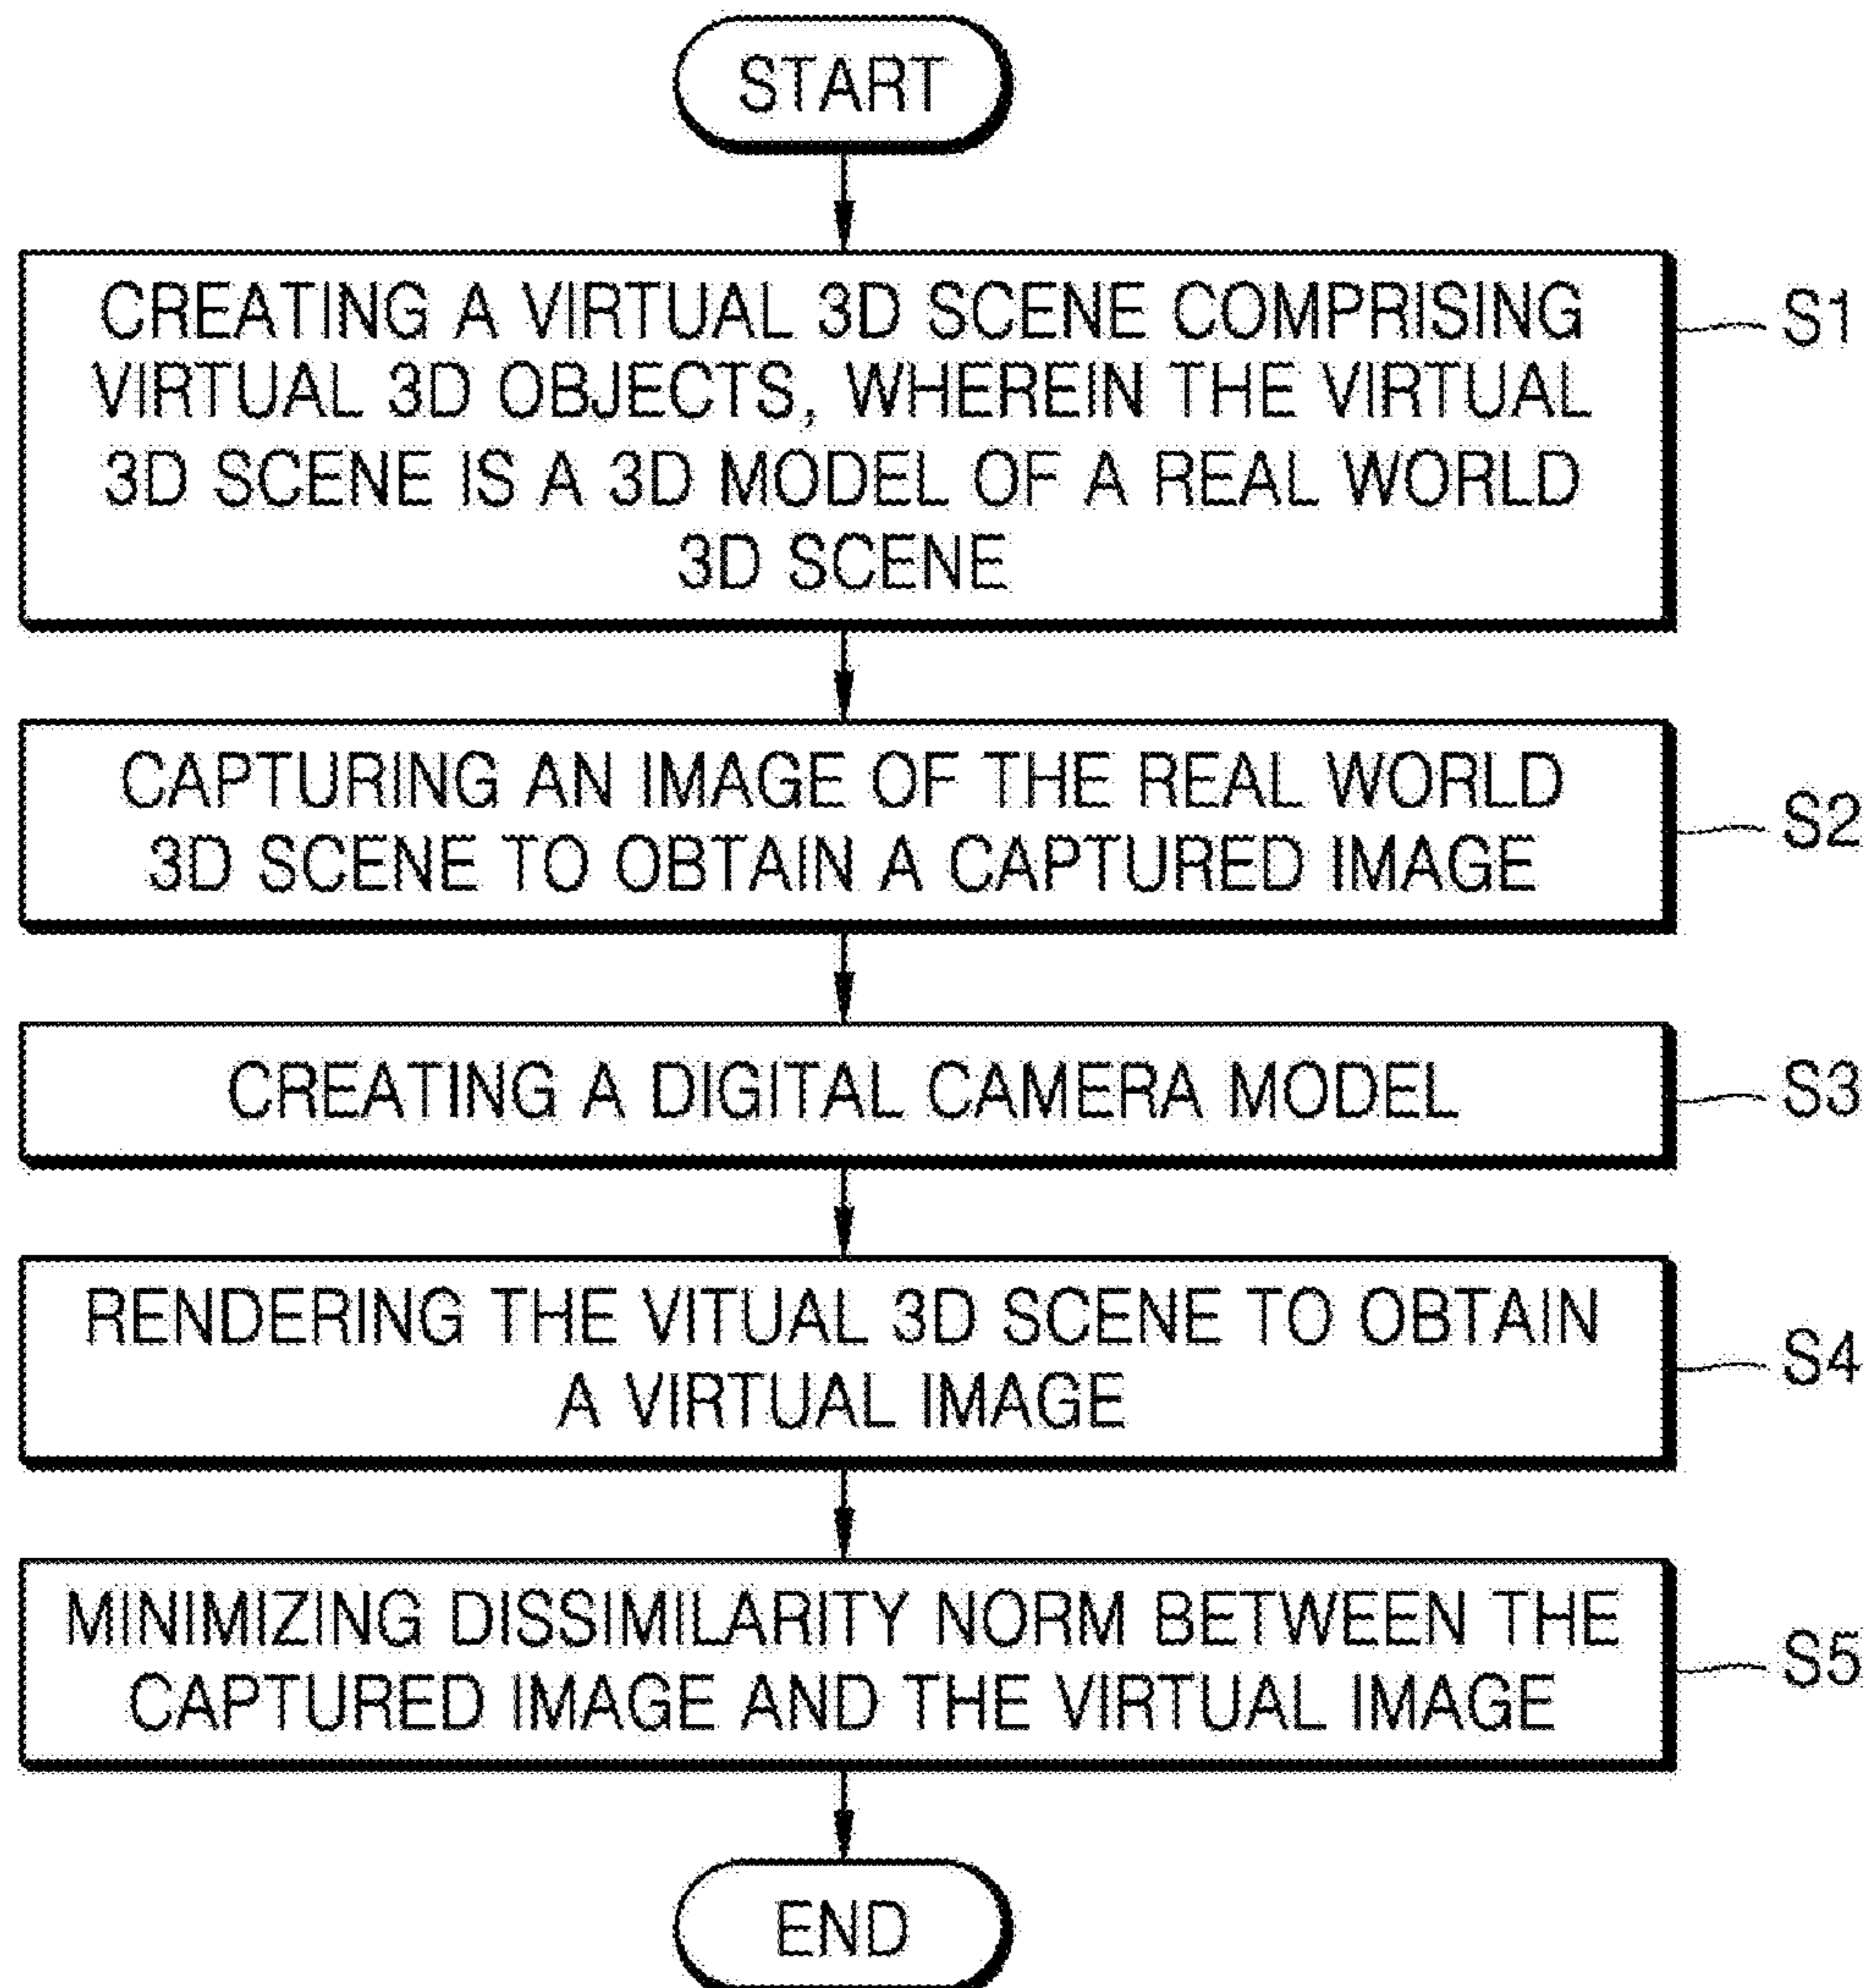 START
CREATING A VIRTUAL 3D SCENE COMPRISING
VIRTUAL 3D OBJECTS, WHEREIN THE VIRTUAL
3D SCENE IS A 3D MODEL OF A REAL WORLD
3D SCENE
S1
CAPTURING AN IMAGE OF THE REAL WORLD
3D SCENE TO OBTAIN A CAPTURED IMAGE
S2
CREATING A DIGITAL CAMERA MODEL
S3
RENDERING THE VITUAL 3D SCENE TO OBTAIN
A VIRTUAL IMAGE
S4
MINIMIZING DISSIMILARITY NORM BETWEEN THE
CAPTURED IMAGE AND THE VIRTUAL IMAGE
S5
END